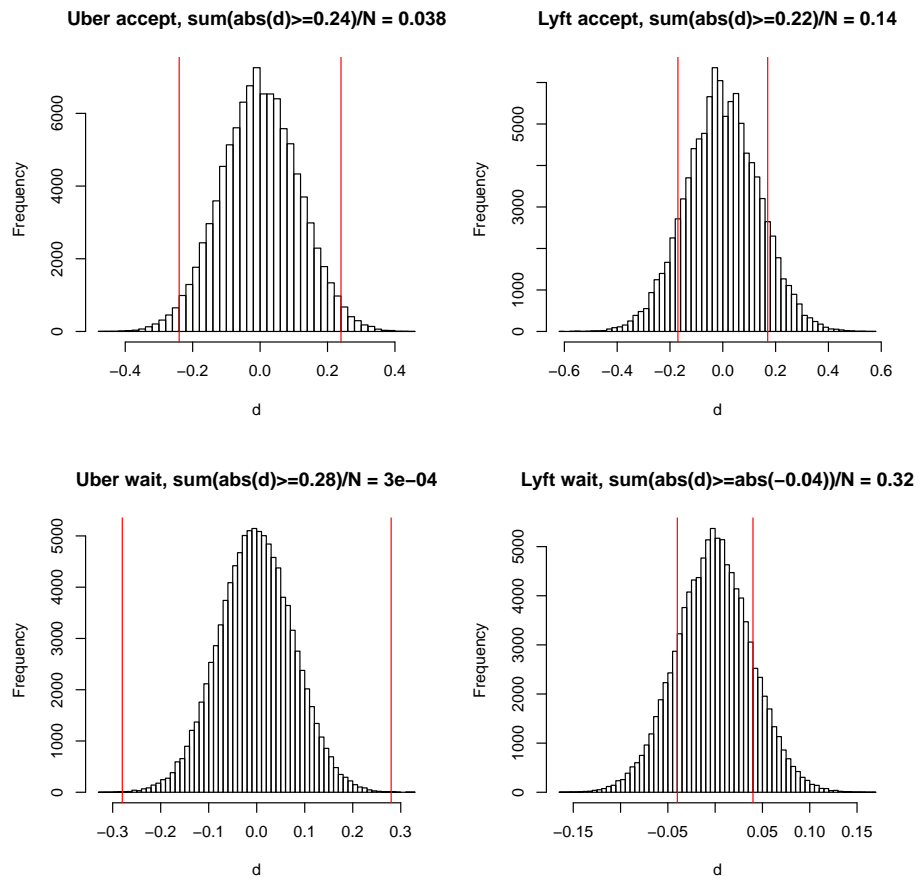 Uber accept, sum(abs(d)>=0.24)/N = 0.038
Frequency
0 2000 4000 6000
−0.4 −0.2 0.0 0.2 0.4
d
Lyft accept, sum(abs(d)>=0.22)/N = 0.14
Frequency
0 1000 3000 5000
−0.6 −0.4 −0.2 0.0 0.2 0.4 0.6
d
Uber wait, sum(abs(d)>=0.28)/N = 3e−04
Frequency
0 1000 2000 3000 4000 5000
−0.3 −0.2 −0.1 0.0 0.1 0.2 0.3
d
Lyft wait, sum(abs(d)>=abs(−0.04))/N = 0.32
Frequency
0 1000 2000 3000 4000 5000
−0.15 −0.05 0.05 0.15
d